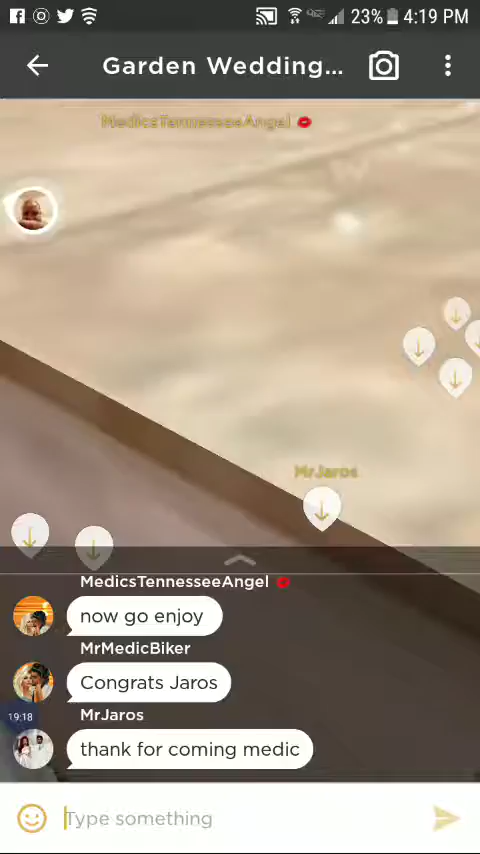 23% 4:19 PM
Garden Wedding...
MedicsTennesseeAngel
MrJaros
MedicsTennesseeAngel
now go enjoy
MrMedicBiker
Congrats Jaros
19:18
MrJaros
thank for coming medic
Type something